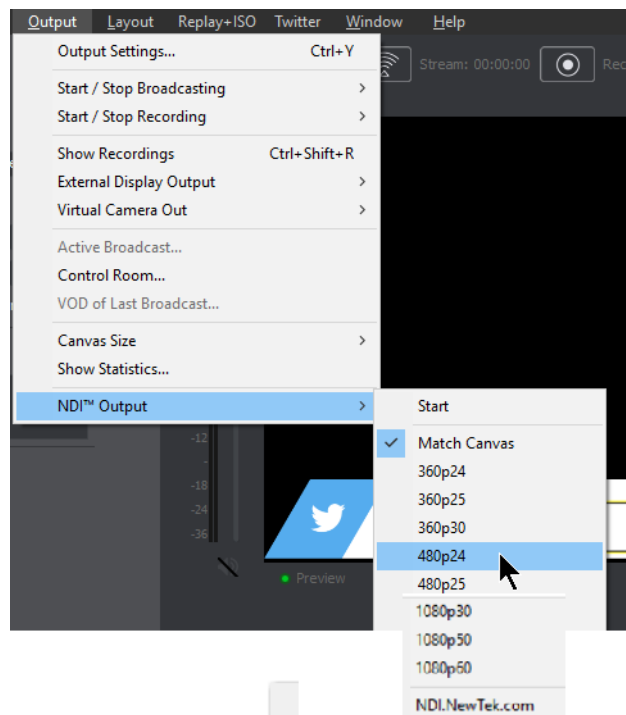 Output Layout Replay+ISO Twitter Window Help
Output Settings... Ctrl+Y
Stream: 00:00:00 Rec
Start / Stop Broadcasting >
Start / Stop Recording >
Show Recordings Ctrl+Shift+R
External Display Output >
Virtual Camera Out >
Active Broadcast...
Control Room...
VOD of Last Broadcast...
Canvas Size >
Show Statistics...
NDI™ Output >
Start
Match Canvas
360p24
360p25
360p30
480p24
480p25
1080p30
1080p50
1080p60
NDI.NewTek.com
-12
-
-18
-24
-36
Preview